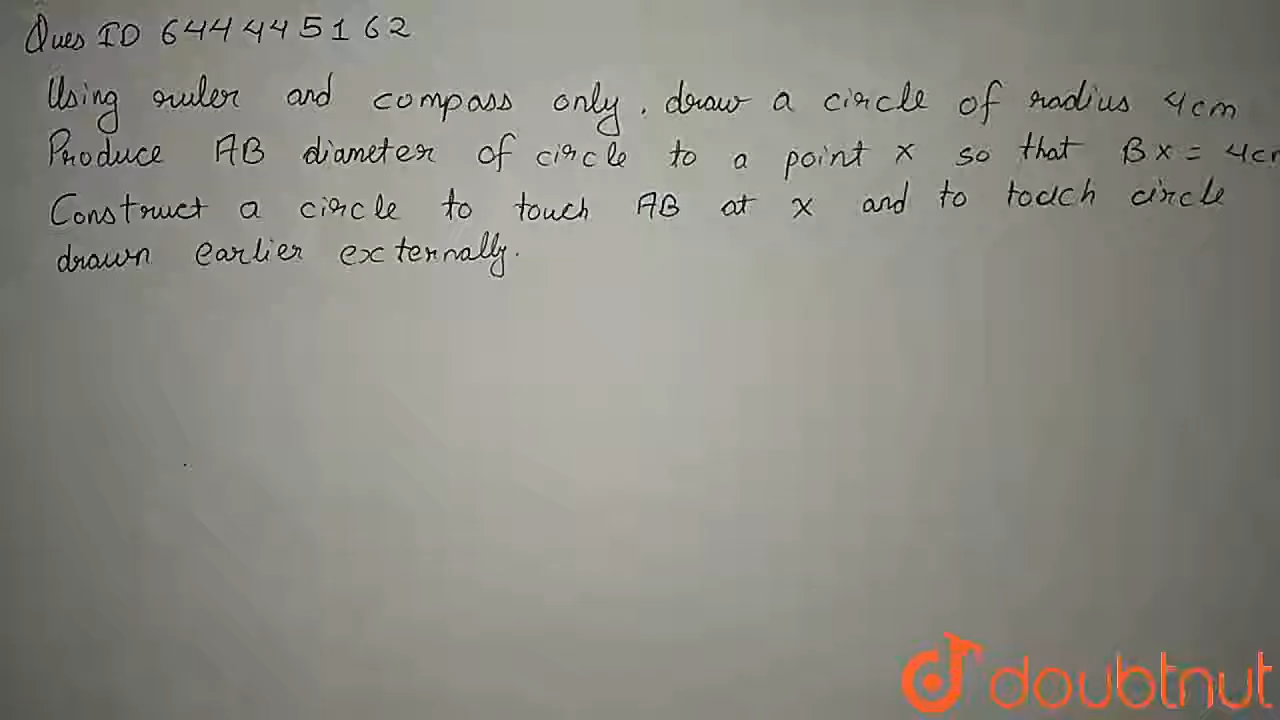 Ques ID 644445162
Using ruler and compass only, draw a circle of radius 4cm
Produce AB diameter of circle to a point X so that BX = 4cm
Construct a circle to touch AB at X and to touch circle
drawn earlier externally.
doubtnut